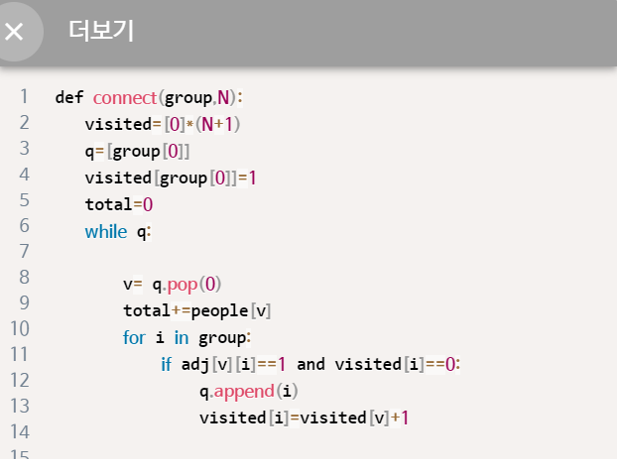 더보기
1 def connect(group,N):
2 visited=[0]*(N+1)
3 q=[group[0]]
4 visited[group[0]]=1
5 total=0
6 while q:
7
8 v= q.pop(0)
9 total+=people[v]
10 for i in group:
11 if adj[v][i]==1 and visited[i]==0:
12 q.append(i)
13 visited[i]=visited[v]+1
14
15